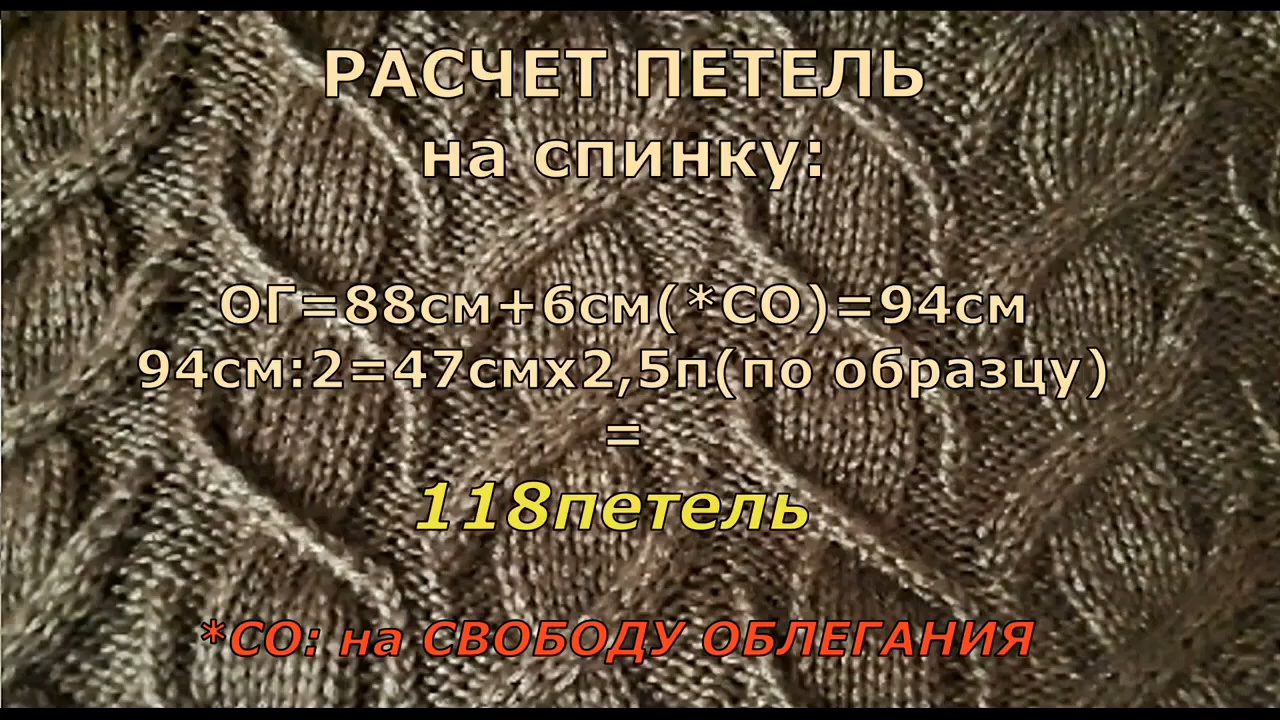 РАСЧЕТ ПЕТЕЛЬ
на спинку:
ОГ=88см+6см(*СО)=94см
94см:2=47смх2,5п(по образцу)
=
118петель
*СО: на СВОБОДУ ОБЛЕГАНИЯ